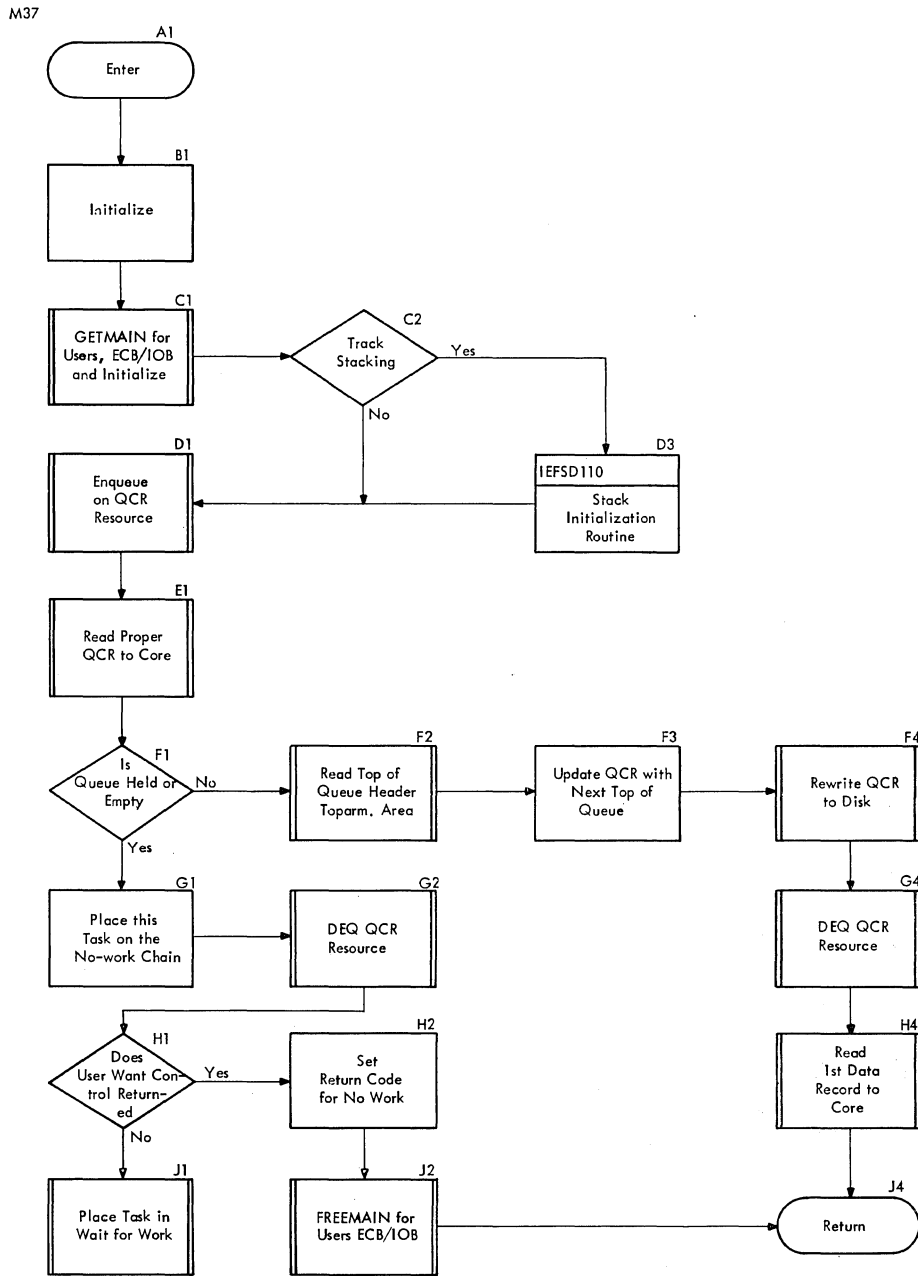 M37
A1
Enter
B1
Initialize
C1
GETMAIN for
Users, ECB/IOB
and Initialize
C2
Track
Stacking
Yes
No
D1
Enqueue
on QCR
Resource
D3
IEFSD110
Stack
Initialization
Routine
E1
Read Proper
QCR to Core
F1
Is
Queue Held or
Empty
No
Yes
F2
Read Top of
Queue Header
Toparm. Area
F3
Update QCR with
Next Top of
Queue
F4
Rewrite QCR
to Disk
G1
Place this
Task on the
No-work Chain
G2
DEQ QCR
Resource
G4
DEQ QCR
Resource
H1
Does
User Want Con-
trol Return-
ed
Yes
No
H2
Set
Return Code
for No Work
H4
Read
1st Data
Record to
Core
J1
Place Task in
Wait for Work
J2
FREEMAIN for
Users ECB/IOB
J4
Return